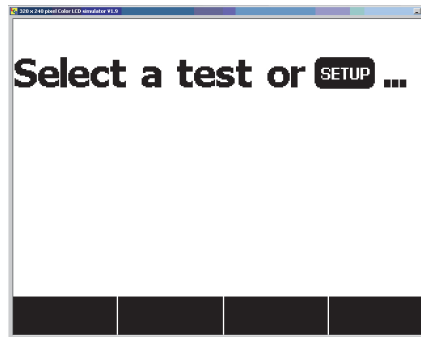 320 x 240 pixel Color LCD simulator V1.9
Select a test or SETUP ...